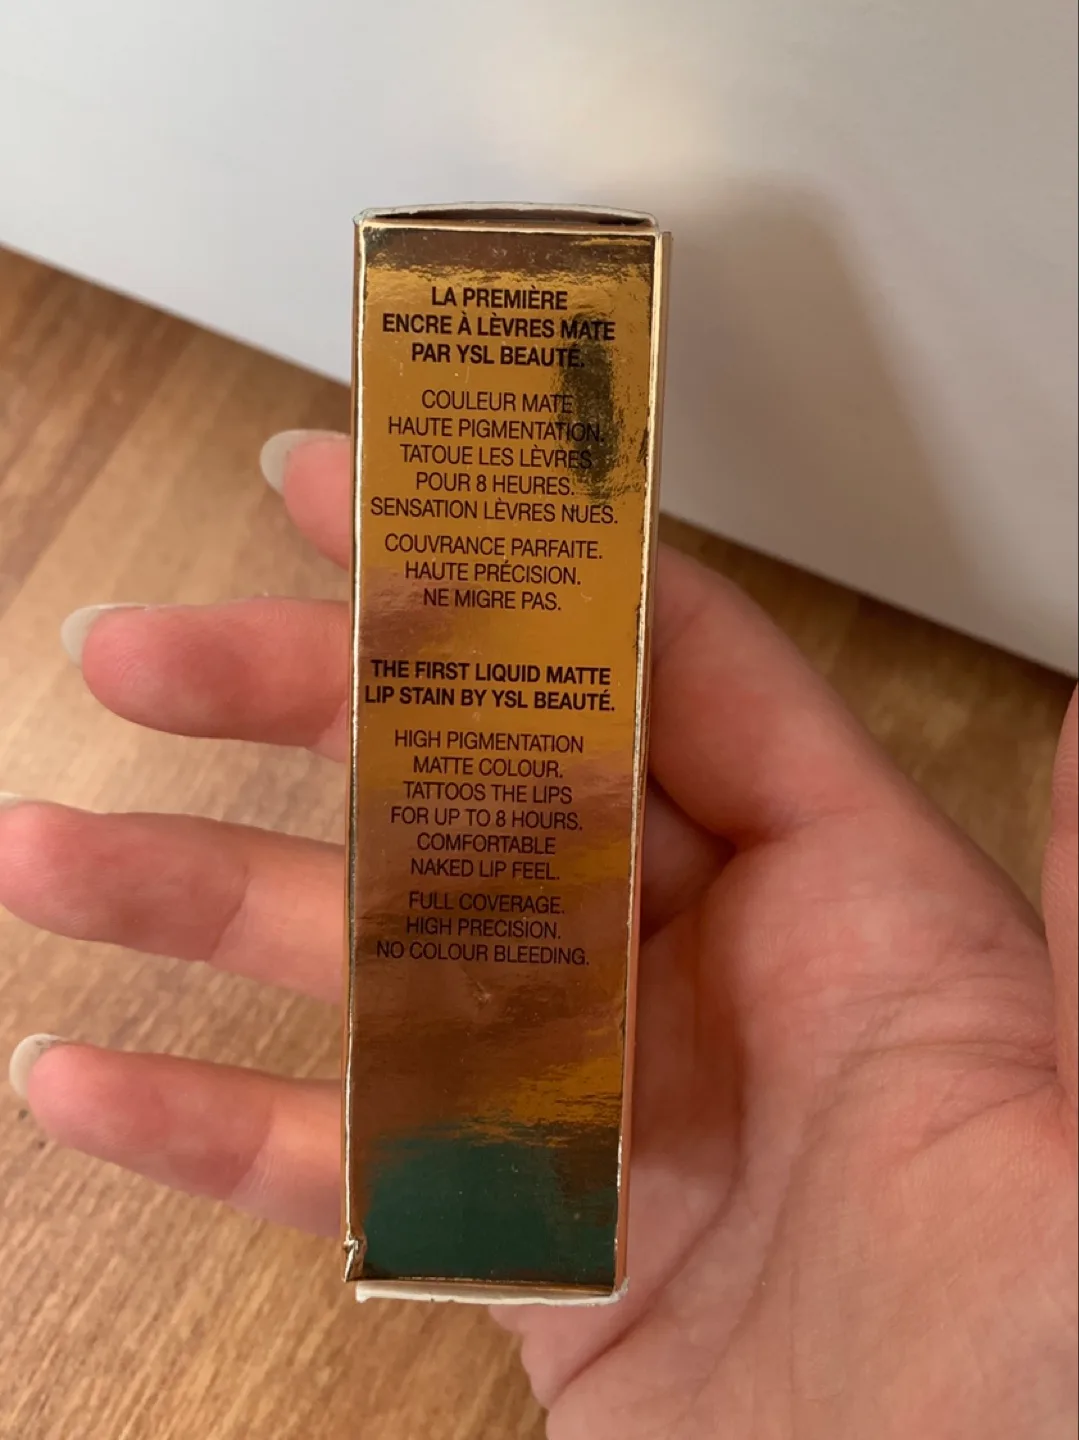 LA PREMIÈRE
ENCRE À LÈVRES MATE
PAR YSL BEAUTÉ.
COULEUR MATE
HAUTE PIGMENTATION.
TATOUE LES LÈVRES
POUR 8 HEURES.
SENSATION LÈVRES NUES.
COUVRANCE PARFAITE.
HAUTE PRÉCISION.
NE MIGRE PAS.
THE FIRST LIQUID MATTE
LIP STAIN BY YSL BEAUTÉ.
HIGH PIGMENTATION
MATTE COLOUR.
TATTOOS THE LIPS
FOR UP TO 8 HOURS.
COMFORTABLE
NAKED LIP FEEL.
FULL COVERAGE.
HIGH PRECISION.
NO COLOUR BLEEDING.